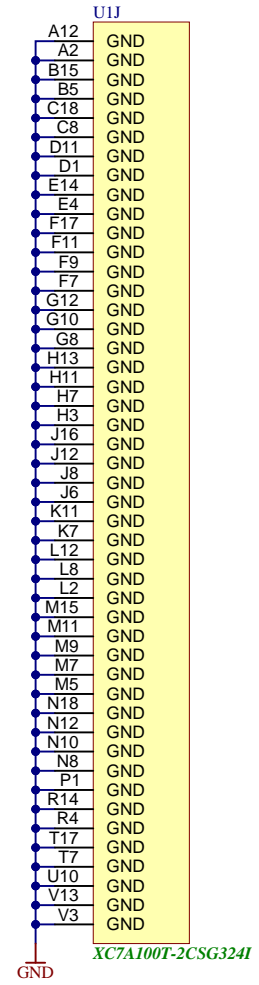 U1J
A12 GND
A2 GND
B15 GND
B5 GND
C18 GND
C8 GND
D11 GND
D1 GND
E14 GND
E4 GND
F17 GND
F11 GND
F9 GND
F7 GND
G12 GND
G10 GND
G8 GND
H13 GND
H11 GND
H7 GND
H3 GND
J16 GND
J12 GND
J8 GND
J6 GND
K11 GND
K7 GND
L12 GND
L8 GND
L2 GND
M15 GND
M11 GND
M9 GND
M7 GND
M5 GND
N18 GND
N12 GND
N10 GND
N8 GND
P1 GND
R14 GND
R4 GND
T17 GND
T7 GND
U10 GND
V13 GND
V3 GND
XC7A100T-2CSG324I
GND